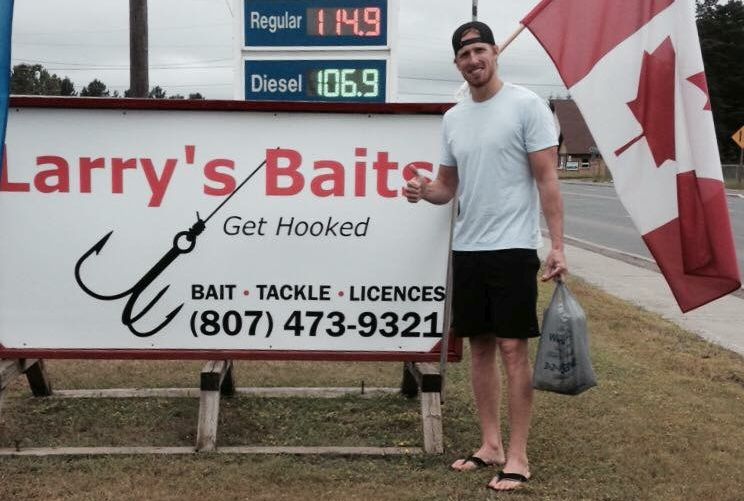 Regular 114.9
Diesel 106.9
Larry's Baits
Get Hooked
BAIT • TACKLE • LICENCES
(807) 473-9321